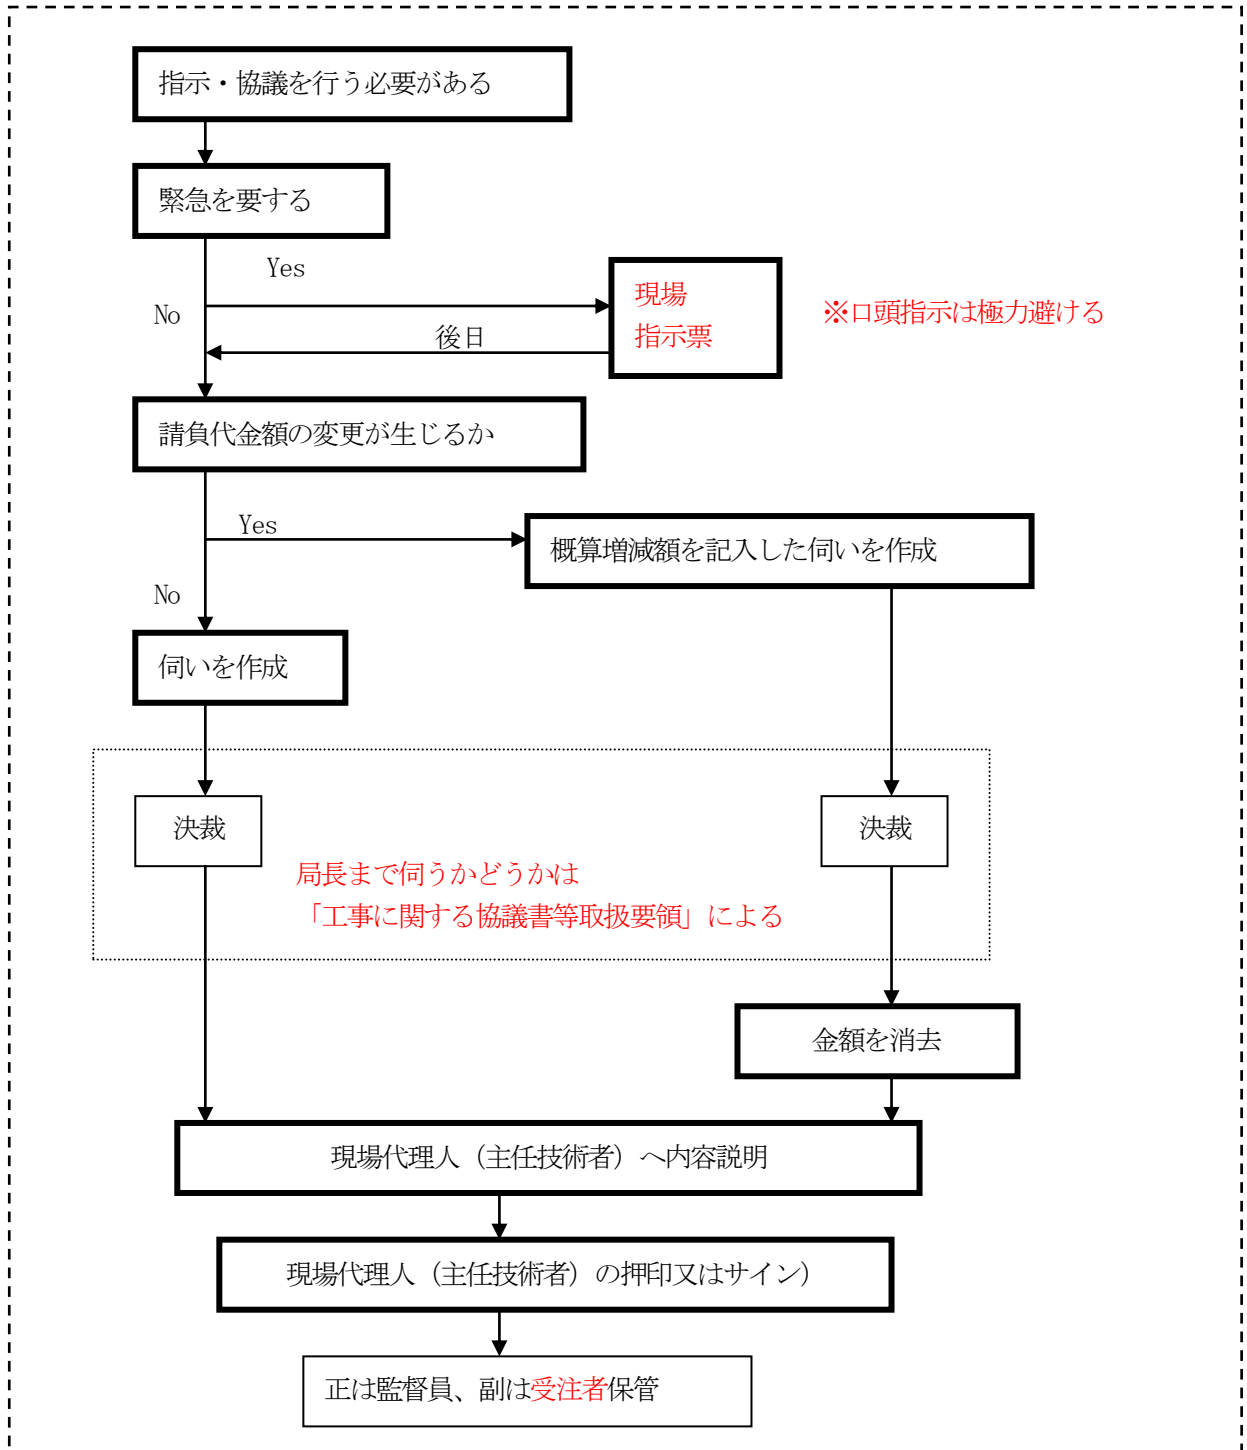 指示・協議を行う必要がある
緊急を要する
Yes
現場
指示票
※口頭指示は極力避ける
No
後日
請負代金額の変更が生じるか
Yes
概算増減額を記入した伺いを作成
No
伺いを作成
決裁
決裁
局長まで伺うかどうかは
「工事に関する協議書等取扱要領」による
金額を消去
現場代理人（主任技術者）へ内容説明
現場代理人（主任技術者）の押印又はサイン）
正は監督員、副は受注者保管